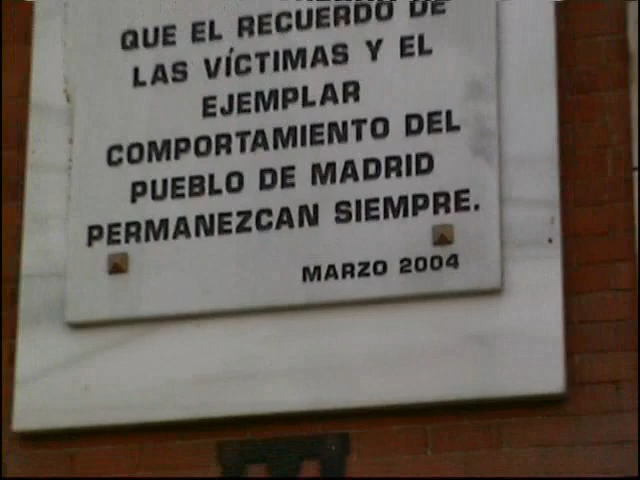 QUE EL RECUERDO DE
LAS VÍCTIMAS Y EL
EJEMPLAR
COMPORTAMIENTO DEL
PUEBLO DE MADRID
PERMANEZCAN SIEMPRE.
MARZO 2004